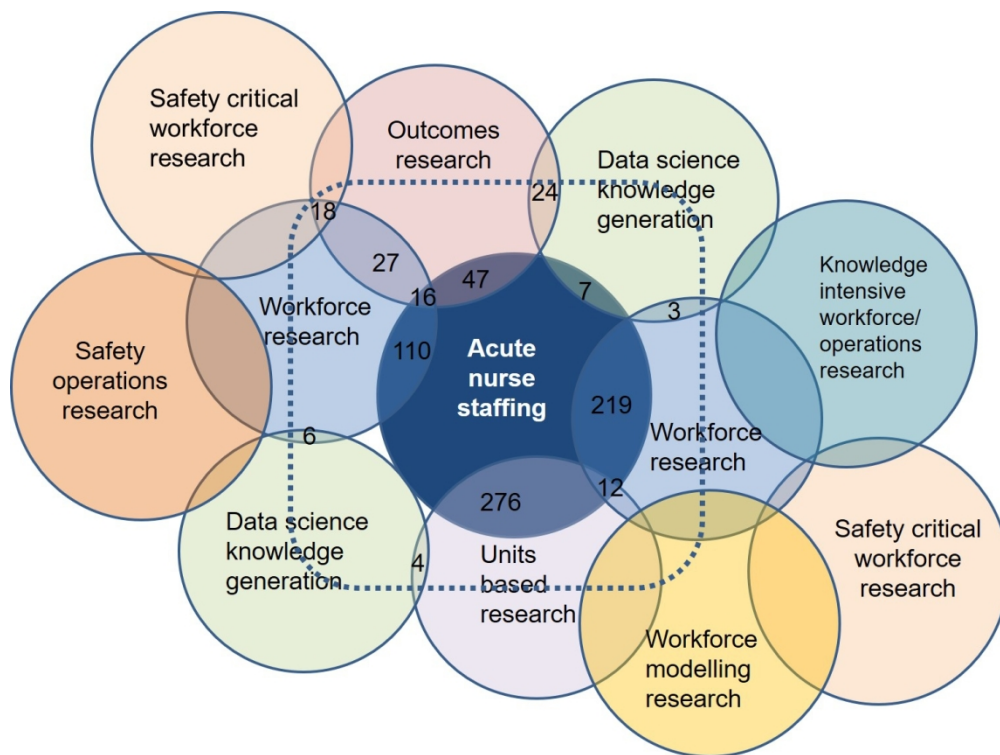 Safety critical
workforce
research
Outcomes
research
Data science
knowledge
generation
24
18
27
47
16
7
3
Workforce
research
110
Knowledge
intensive
workforce/
operations
research
Safety
operations
research
Acute
nurse
staffing
219
Workforce
research
6
276
12
Data science
knowledge
generation
4
Units
based
research
Safety critical
workforce
research
Workforce
modelling
research